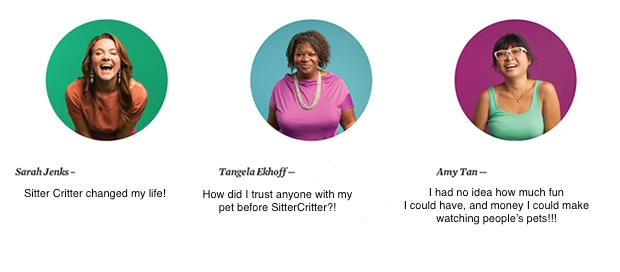 Sarah Jenks –
Sitter Critter changed my life!
Tangela Ekhoff —
How did I trust anyone with my
pet before SitterCritter?!
Amy Tan —
I had no idea how much fun
I could have, and money I could make
watching people's pets!!!